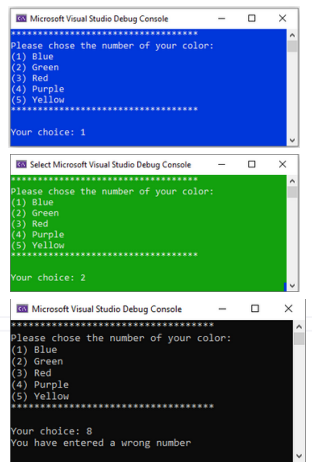 Microsoft Visual Studio Debug Console
***********************************
Please chose the number of your color:
(1) Blue
(2) Green
(3) Red
(4) Purple
(5) Yellow
***********************************
Your choice: 1
Select Microsoft Visual Studio Debug Console
***********************************
Please chose the number of your color:
(1) Blue
(2) Green
(3) Red
(4) Purple
(5) Yellow
***********************************
Your choice: 2
Microsoft Visual Studio Debug Console
***********************************
Please chose the number of your color:
(1) Blue
(2) Green
(3) Red
(4) Purple
(5) Yellow
***********************************
Your choice: 8
You have entered a wrong number